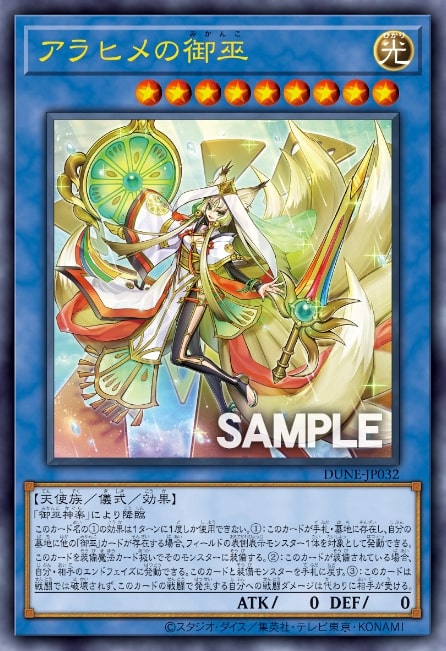 アラヒメの御巫
みかんこ
光
ひかり
SAMPLE
DUNE-JP032
【天使族／儀式／効果】
「御巫神楽」により降臨
このカード名の①の効果は1ターンに1度しか使用できない。①：このカードが手札・墓地に存在し、自分の
墓地に他の「御巫」カードが存在する場合、フィールドの表側表示モンスター1体を対象として発動できる。
このカードを装備魔法カード扱いでそのモンスターに装備する。②：このカードが装備されている場合、
自分・相手のエンドフェイズに発動できる。このカードと装備モンスターを手札に戻す。③：このカードは
戦闘では破壊されず、このカードの戦闘で発生する自分への戦闘ダメージは代わりに相手が受ける。
ATK／ 0 DEF／ 0
©スタジオ・ダイス／集英社・テレビ東京・KONAMI